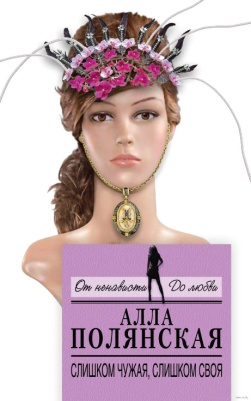 От ненависти До любви
АЛЛА
ПОЛЯНСКАЯ
СЛИШКОМ ЧУЖАЯ, СЛИШКОМ СВОЯ